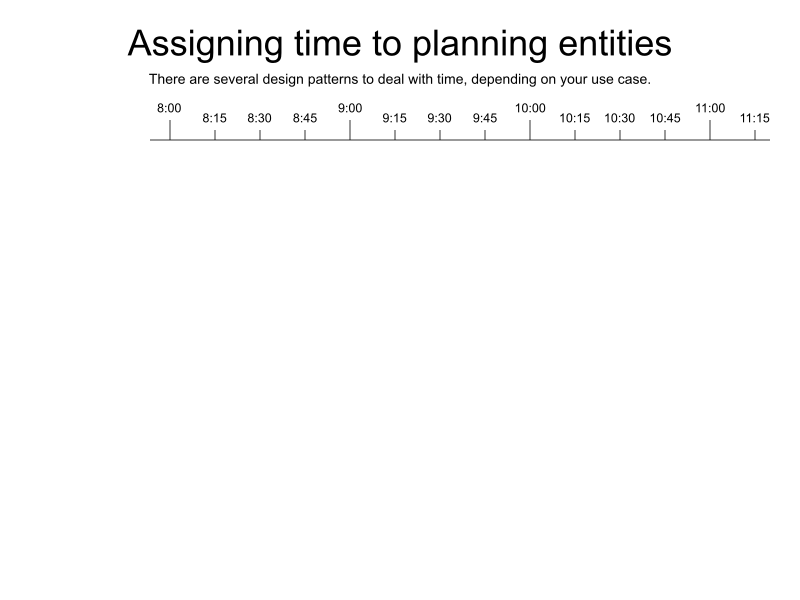 Assigning time to planning entities
There are several design patterns to deal with time, depending on your use case.
8:00 8:15 8:30 8:45 9:00 9:15 9:30 9:45 10:00 10:15 10:30 10:45 11:00 11:15